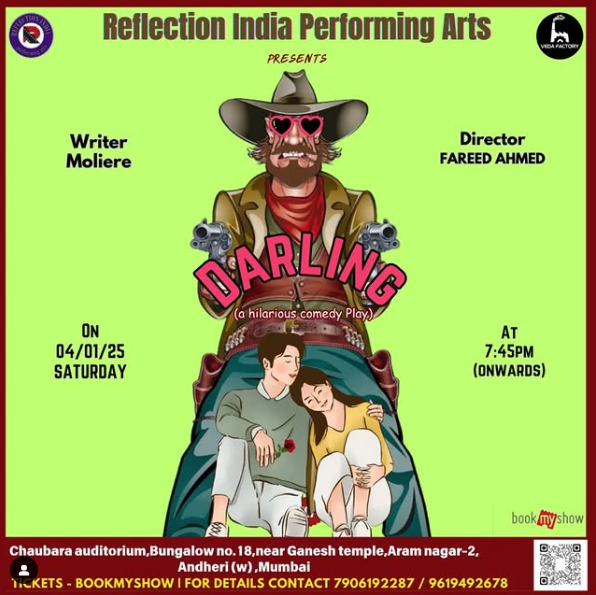 Reflection India Performing Arts
PRESENTS
VEDA FACTORY
Writer
Moliere
Director
FAREED AHMED
DARLING
(a hilarious comedy Play)
ON
04/01/25
SATURDAY
AT
7:45PM
(ONWARDS)
bookmyshow
Chaubara auditorium,Bungalow no.18,near Ganesh temple,Aram nagar-2,
Andheri (w) ,Mumbai
TICKETS - BOOKMYSHOW I FOR DETAILS CONTACT 7906192287 / 9619492678